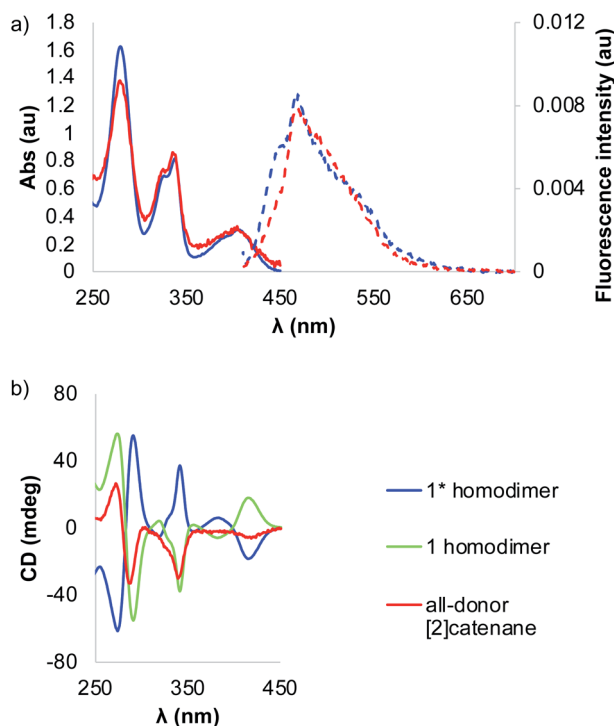 a)
1.8
1.6
1.4
1.2
1
0.8
0.6
0.4
0.2
0
Abs (au)
0.012
0.008
0.004
0
Fluorescence intensity (au)
250 350 450 550 650
λ (nm)
b)
80
40
0
-40
-80
CD (mdeg)
250 350 450
λ (nm)
1* homodimer
1 homodimer
all-donor
[2]catenane